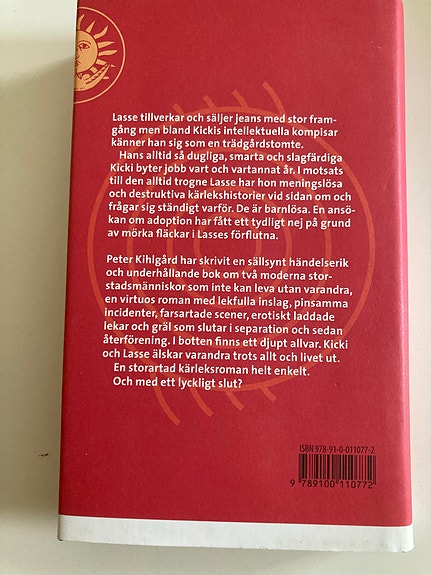 Lasse tillverkar och säljer jeans med stor fram-
gång men bland Kickis intellektuella kompisar
känner han sig som en trädgårdstomte.
Hans alltid så dugliga, smarta och slagfärdiga
Kicki byter jobb vart och vartannat år. I motsats
till den alltid trogne Lasse har hon meningslösa
och destruktiva kärlekshistorier vid sidan om och
frågar sig ständigt varför. De är barnlösa. En ansö-
kan om adoption har fått ett tydligt nej på grund
av mörka fläckar i Lasses förflutna.
Peter Kihlgård har skrivit en sällsynt händelserik
och underhållande bok om två moderna stor-
stadsmänniskor som inte kan leva utan varandra,
en virtuos roman med lekfulla inslag, pinsamma
incidenter, farsartade scener, erotiskt laddade
lekar och gräl som slutar i separation och sedan
återförening. I botten finns ett djupt allvar. Kicki
och Lasse älskar varandra trots allt och livet ut.
En storartad kärleksroman helt enkelt.
Och med ett lyckligt slut?
ISBN 978-91-0-011077-2
9 789100 110772